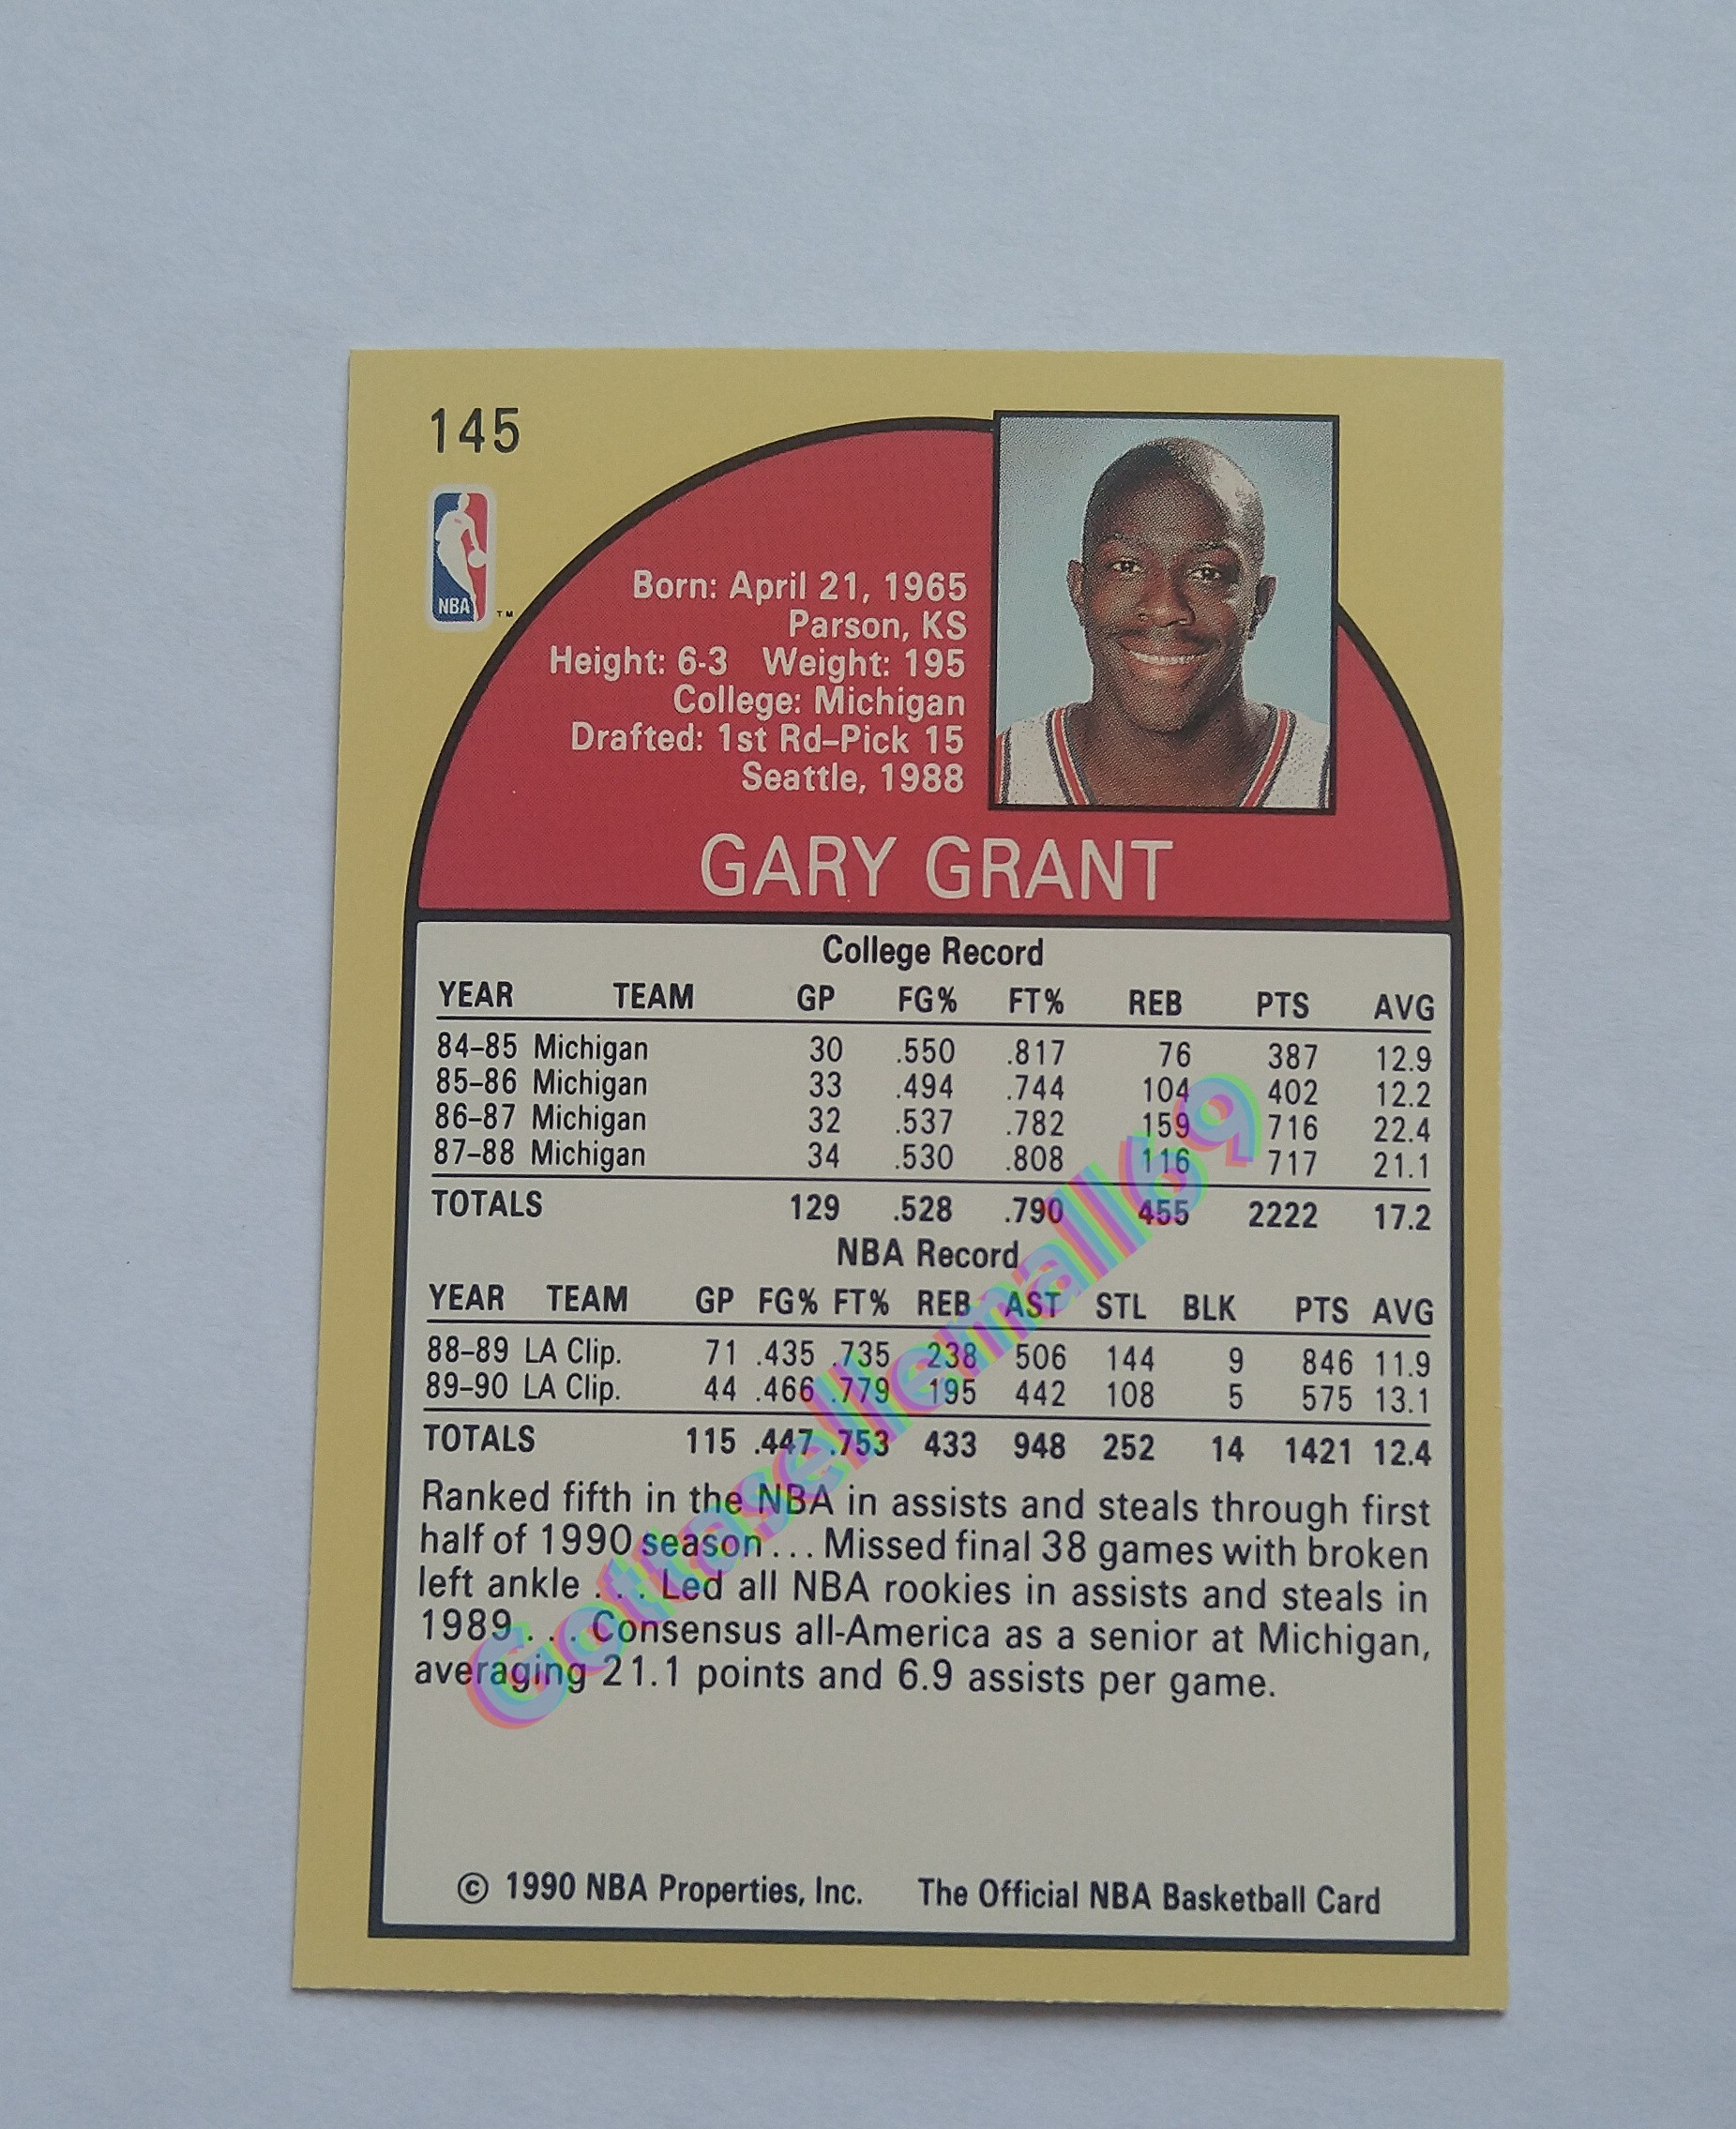 145
NBA
TM
Born: April 21, 1965
Parson, KS
Height: 6-3 Weight: 195
College: Michigan
Drafted: 1st Rd–Pick 15
Seattle, 1988
GARY GRANT
College Record
YEAR TEAM GP FG% FT% REB PTS AVG
84–85 Michigan 30 .550 .817 76 387 12.9
85–86 Michigan 33 .494 .744 104 402 12.2
86–87 Michigan 32 .537 .782 159 716 22.4
87–88 Michigan 34 .530 .808 116 717 21.1
TOTALS 129 .528 .790 455 2222 17.2
NBA Record
YEAR TEAM GP FG% FT% REB AST STL BLK PTS AVG
88–89 LA Clip. 71 .435 .735 238 506 144 9 846 11.9
89–90 LA Clip. 44 .466 .779 195 442 108 5 575 13.1
TOTALS 115 .447 .753 433 948 252 14 1421 12.4
Ranked fifth in the NBA in assists and steals through first
half of 1990 season... Missed final 38 games with broken
left ankle ... Led all NBA rookies in assists and steals in
1989... Consensus all-America as a senior at Michigan,
averaging 21.1 points and 6.9 assists per game.
© 1990 NBA Properties, Inc. The Official NBA Basketball Card
Gottasellemall69